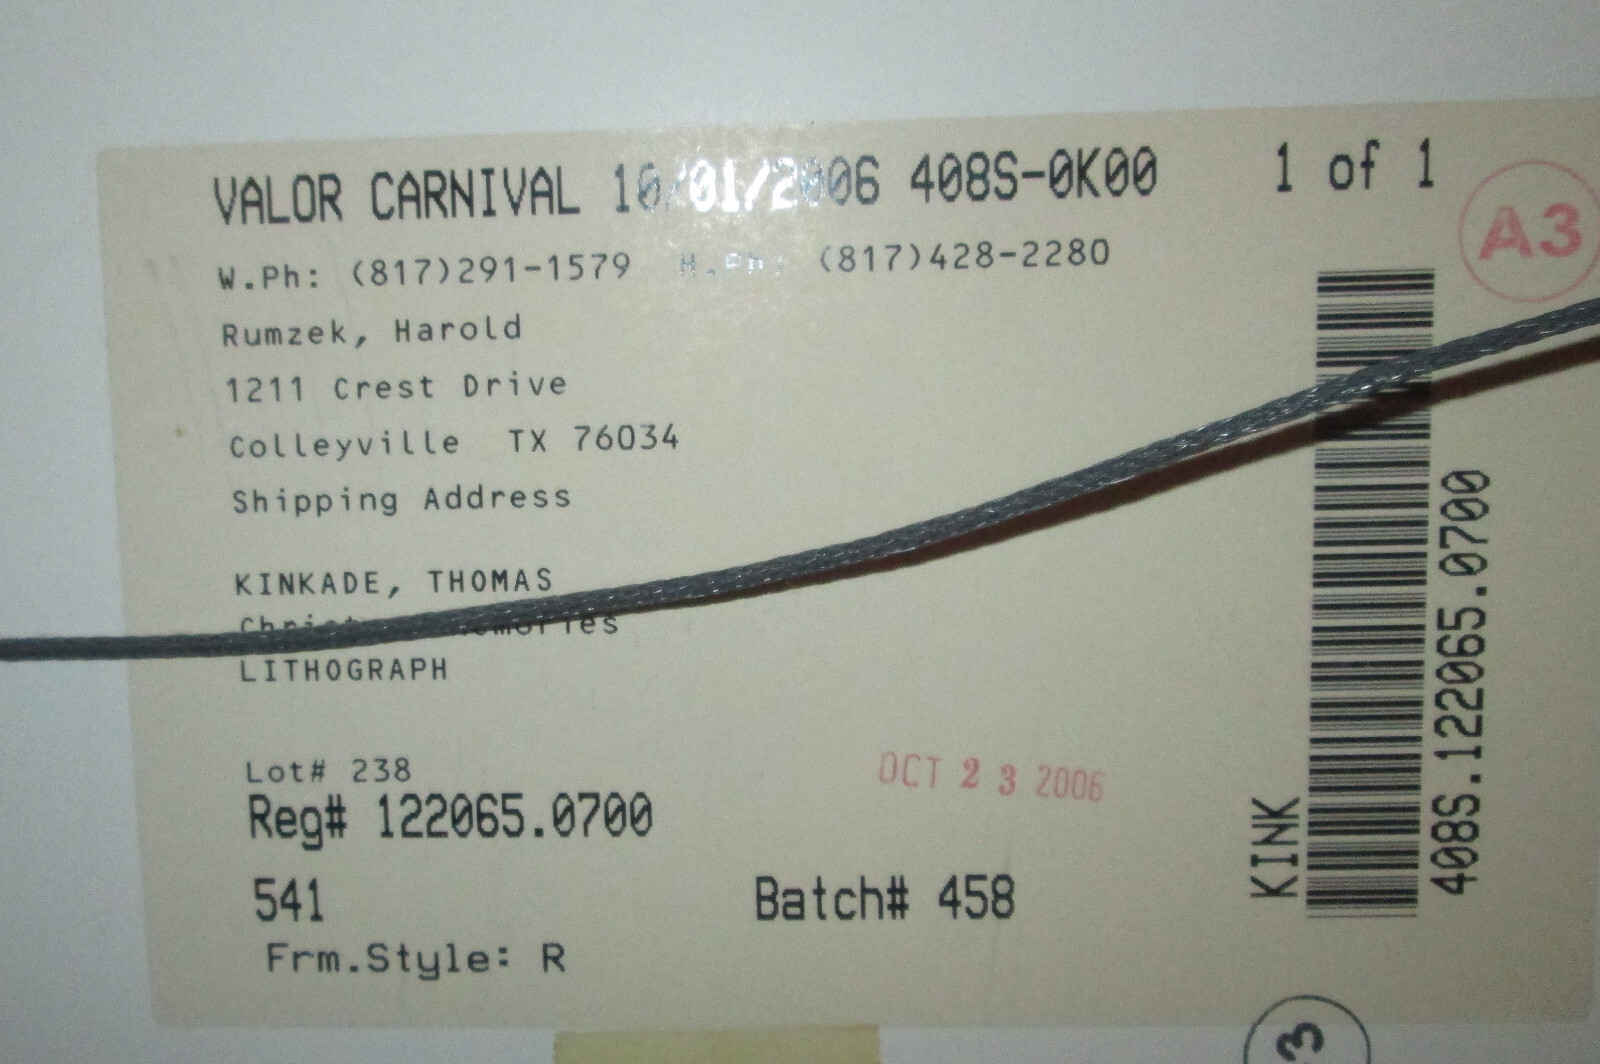 VALOR CARNIVAL 10/01/2006 408S-0K00 1 of 1
A3
W.Ph: (817)291-1579 H.Ph: (817)428-2280
Rumzek, Harold
1211 Crest Drive
Colleyville TX 76034
Shipping Address
KINKADE, THOMAS
LITHOGRAPH
Lot# 238
Reg# 122065.0700
OCT 23 2006
541 Batch# 458
Frm.Style: R
KINK
408S.122065.0700
3